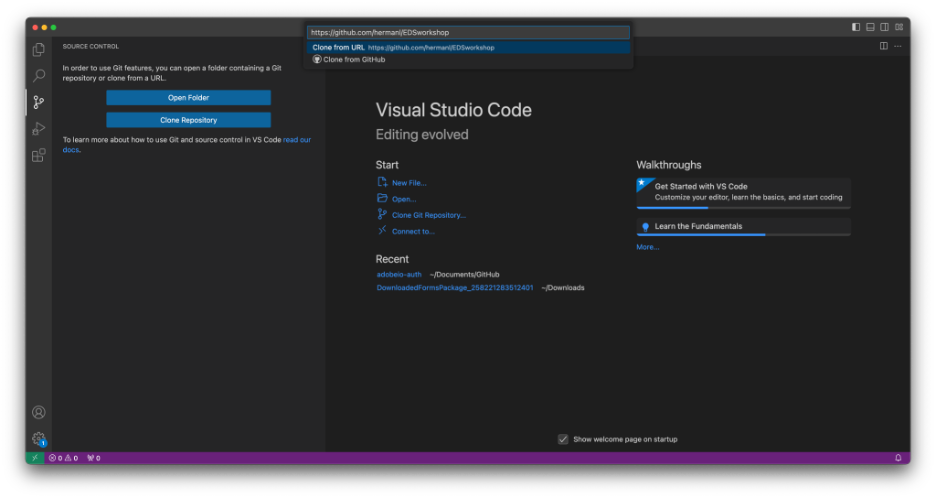 https://github.com/hermanl/EDSworkshop
Clone from URL https://github.com/hermanl/EDSworkshop
Clone from GitHub
SOURCE CONTROL
In order to use Git features, you can open a folder containing a Git
repository or clone from a URL.
Open Folder
Clone Repository
To learn more about how to use Git and source control in VS Code read our
docs.
Visual Studio Code
Editing evolved
Start
New File...
Open...
Clone Git Repository...
Connect to...
Recent
adobeio-auth ~/Documents/GitHub
DownloadedFormsPackage_258221283512401 ~/Downloads
Walkthroughs
Get Started with VS Code
Customize your editor, learn the basics, and start coding
Learn the Fundamentals
More...
Show welcome page on startup
1
0 0 0